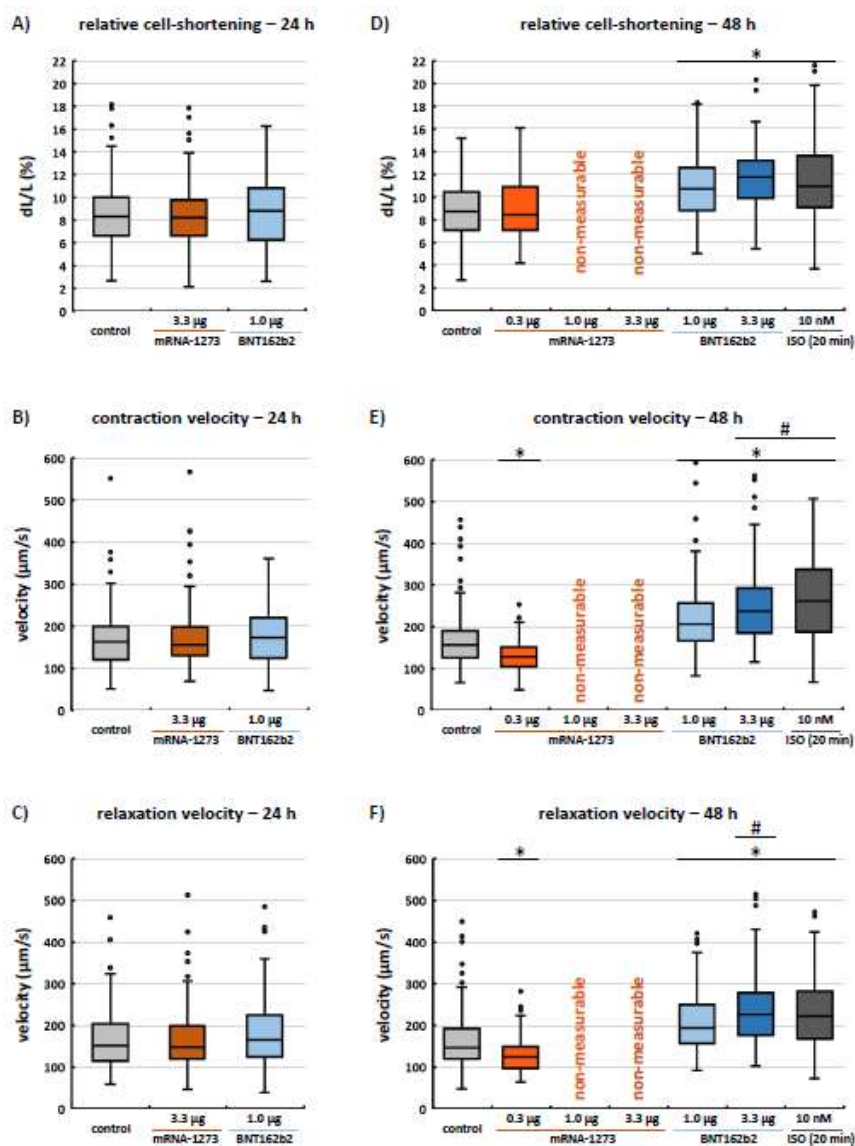 A) relative cell-shortening – 24 h
22
20
18
16
14
12
10
8
6
4
2
0
dL/L (%)
control
3.3 µg
1.0 µg
mRNA-1273
BNT162b2
D) relative cell-shortening – 48 h
*
22
20
18
16
14
12
10
8
6
4
2
0
dL/L (%)
non-measurable
non-measurable
control
0.3 µg
1.0 µg
3.3 µg
1.0 µg
3.3 µg
10 nM
mRNA-1273
BNT162b2
ISO (20 min)
B) contraction velocity – 24 h
600
500
400
300
200
100
0
velocity (µm/s)
control
3.3 µg
1.0 µg
mRNA-1273
BNT162b2
E) contraction velocity – 48 h
#
*
*
600
500
400
300
200
100
0
velocity (µm/s)
non-measurable
non-measurable
control
0.3 µg
1.0 µg
3.3 µg
1.0 µg
3.3 µg
10 nM
mRNA-1273
BNT162b2
ISO (20 min)
C) relaxation velocity – 24 h
600
500
400
300
200
100
0
velocity (µm/s)
control
3.3 µg
1.0 µg
mRNA-1273
BNT162b2
F) relaxation velocity – 48 h
#
*
*
600
500
400
300
200
100
0
velocity (µm/s)
non-measurable
non-measurable
control
0.3 µg
1.0 µg
3.3 µg
1.0 µg
3.3 µg
10 nM
mRNA-1273
BNT162b2
ISO (20 min)